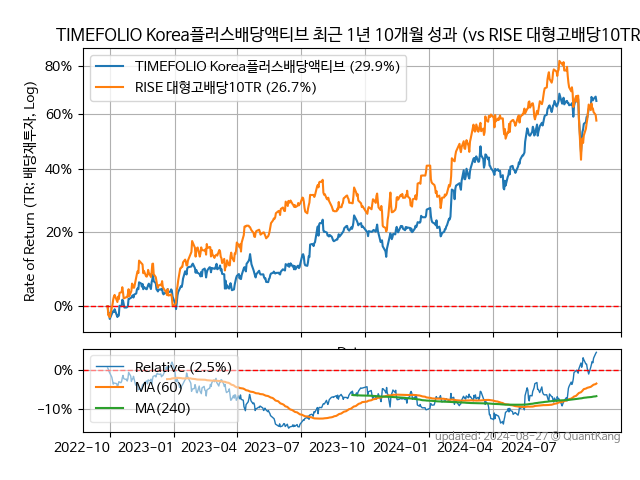 TIMEFOLIO Korea플러스배당액티브 최근 1년 10개월 성과 (vs RISE 대형고배당10TR
80%
60%
40%
20%
0%
Rate of Return (TR: 배당재투자, Log)
TIMEFOLIO Korea플러스배당액티브 (29.9%)
RISE 대형고배당10TR (26.7%)
0%
−10%
Relative (2.5%)
MA(60)
MA(240)
2022-10 2023-01 2023-04 2023-07 2023-10 2024-01 2024-04 2024-07
updated: 2024-08-27 @ QuantKang